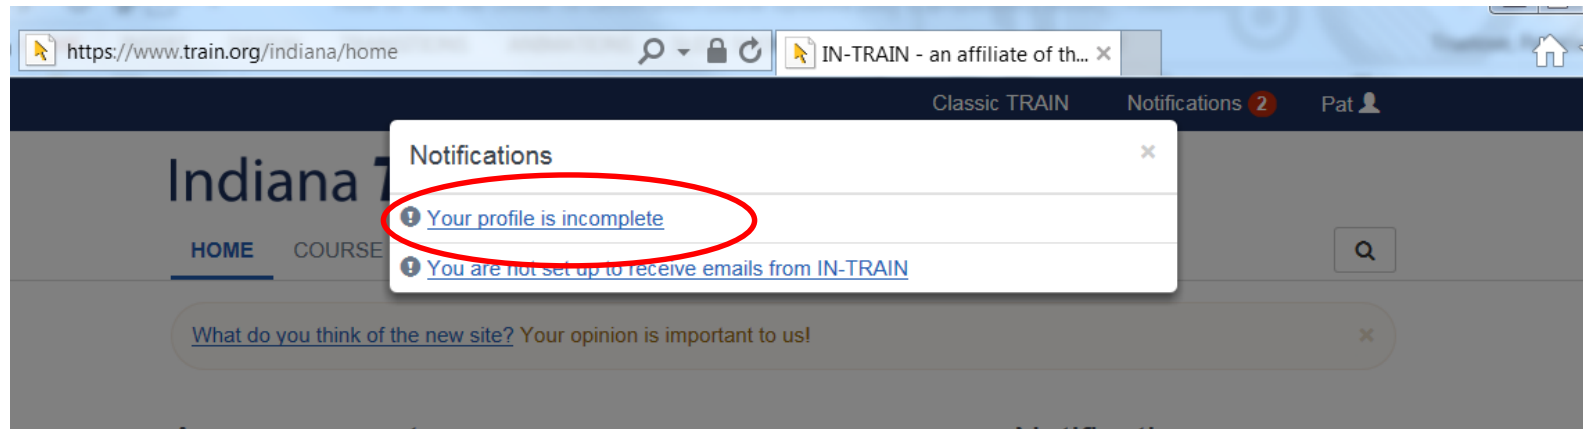 https://www.train.org/indiana/home
IN-TRAIN - an affiliate of th...
Classic TRAIN Notifications 2 Pat
Notifications
Indiana
Your profile is incomplete
HOME COURSE
You are not set up to receive emails from IN-TRAIN
What do you think of the new site? Your opinion is important to us!